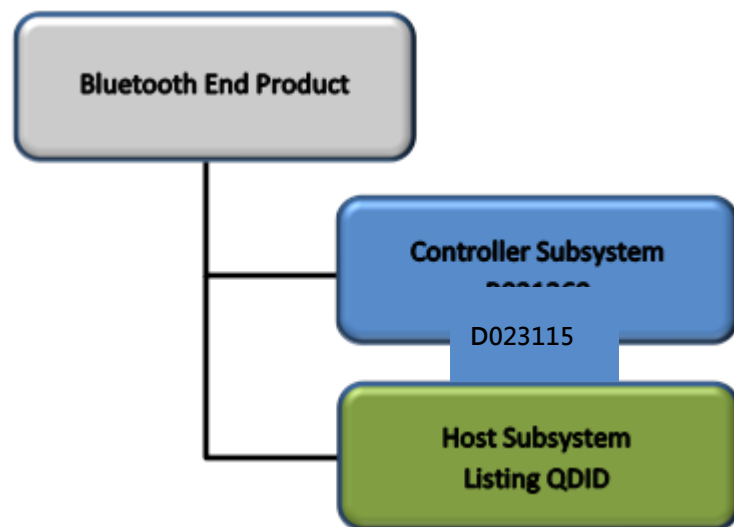 Bluetooth End Product
Controller Subsystem
D023115
Host Subsystem
Listing QDID